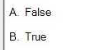 A. False
B. True